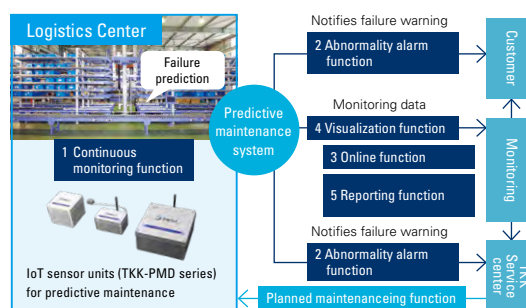 Logistics Center
Failure
prediction
1 Continuous
monitoring function
IoT sensor units (TKK-PMD series)
for predictive maintenance
Predictive
maintenance
system
Notifies failure warning
2 Abnormality alarm
function
Monitoring data
4 Visualization function
3 Online function
5 Reporting function
Notifies failure warning
2 Abnormality alarm
function
Planned maintenanceing function
Customer
Monitoring
TKK
Service
center